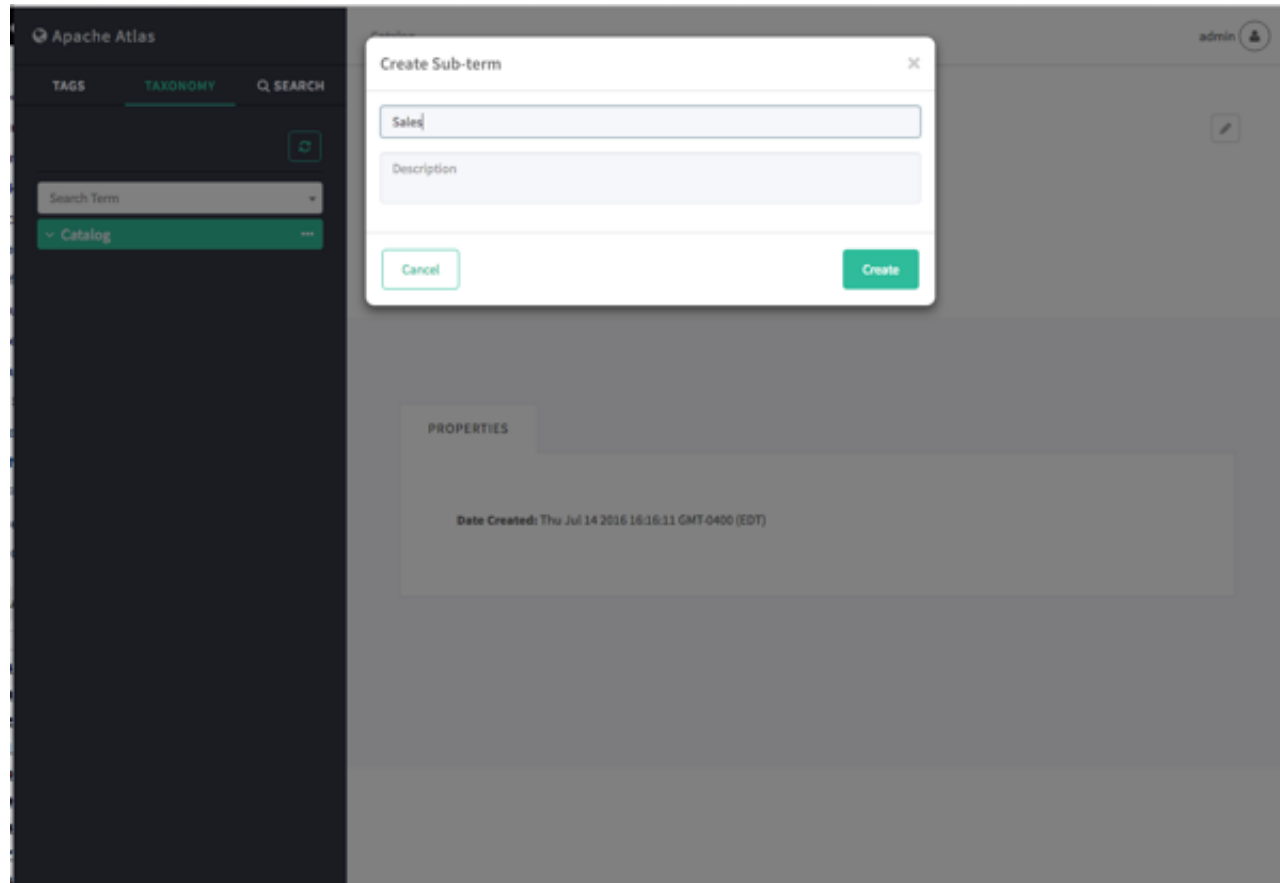 Apache Atlas
admin
TAGS
TAXONOMY
SEARCH
Search Term
Catalog
Create Sub-term
Sales
Description
Cancel
Create
PROPERTIES
Date Created: Thu Jul 14 2016 16:16:11 GMT-0400 (EDT)